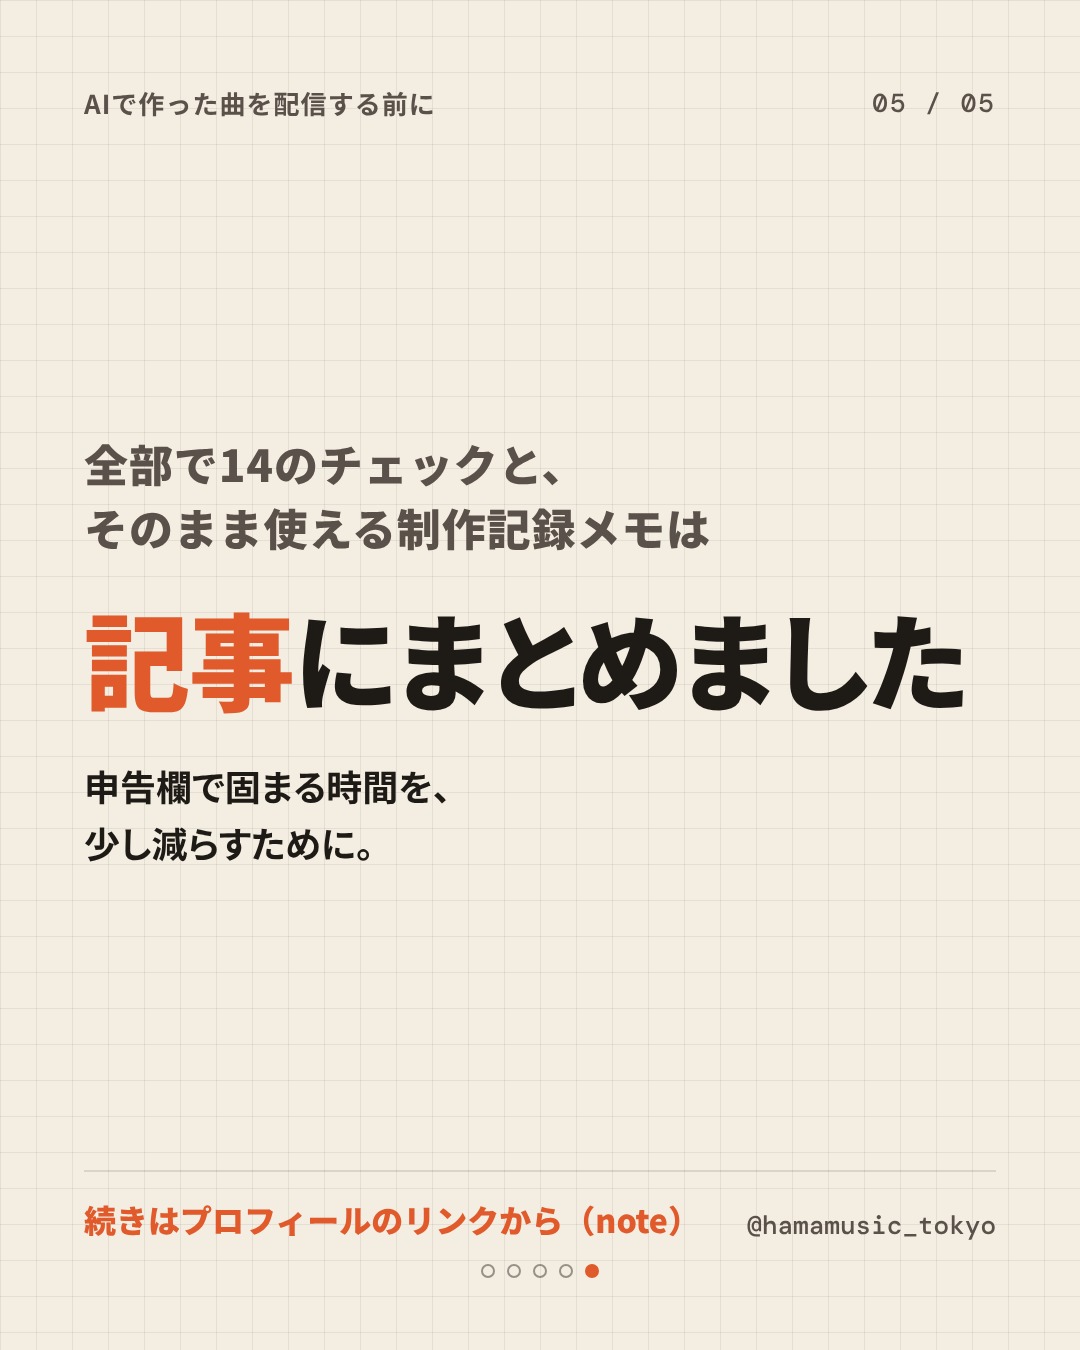 AIで作った曲を配信する前に
05 / 05
全部で14のチェックと、
そのまま使える制作記録メモは
記事にまとめました
申告欄で固まる時間を、
少し減らすために。
続きはプロフィールのリンクから（note）
@hamamusic_tokyo